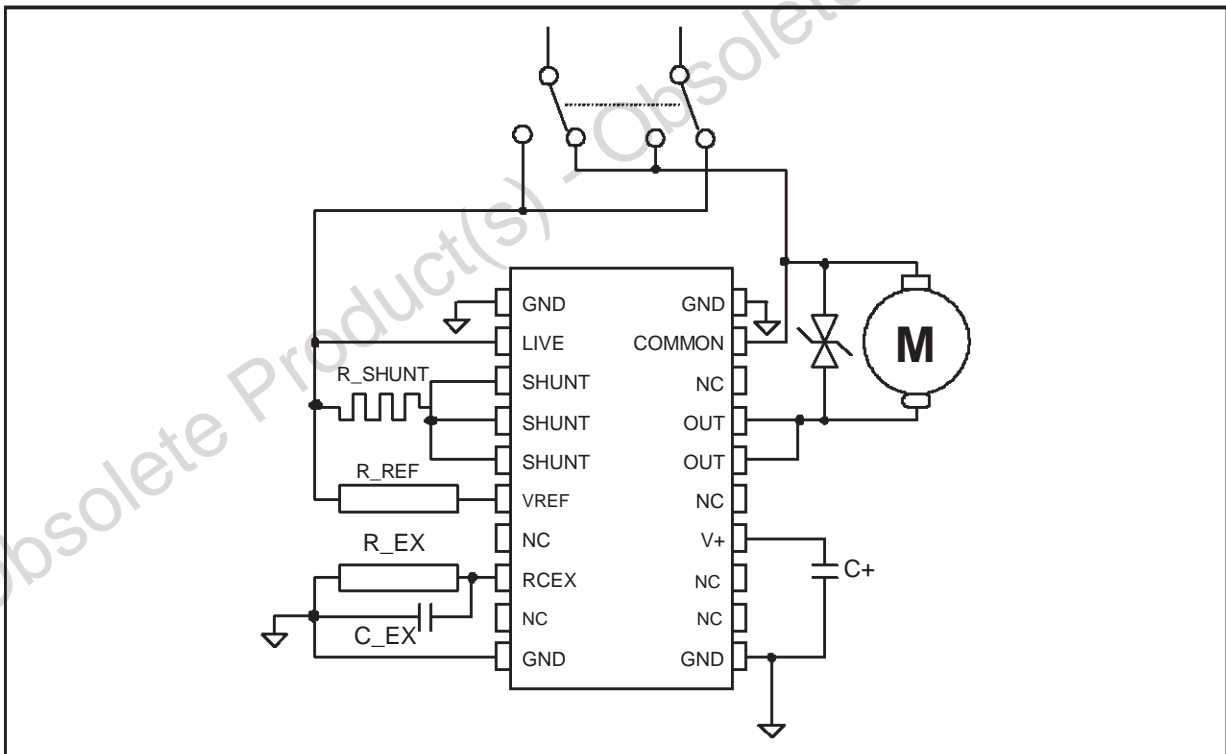 Obsolete Product(s) - Obsolete
GND GND
LIVE COMMON
R_SHUNT
SHUNT NC
SHUNT OUT
SHUNT OUT
R_REF
VREF NC
R_EX
NC V+
C+
RCEX NC
C_EX
NC NC
GND GND
M